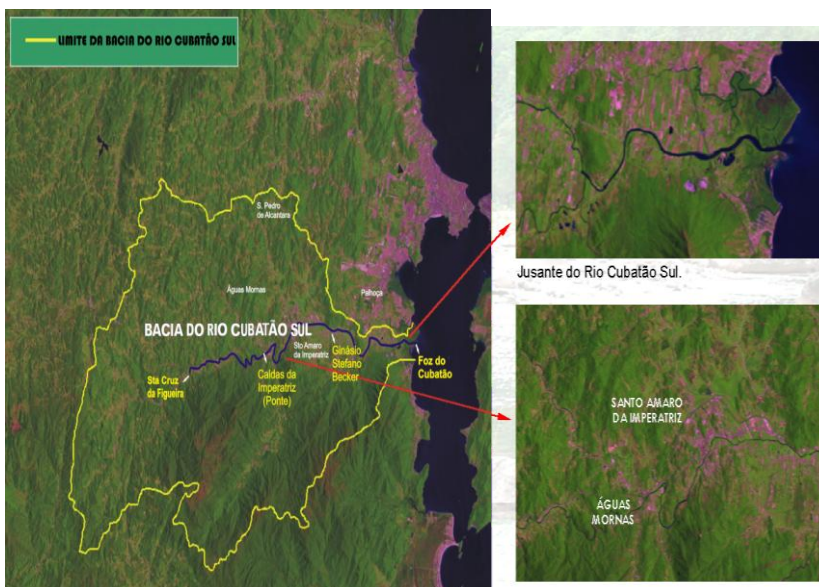 LIMITE DA BACIA DO RIO CUBATÃO SUL
S. Pedro
de Alcantara
Águas Mornas
Palhoça
BACIA DO RIO CUBATÃO SUL
Sto Amaro
da Imperatriz
Ginásio
Stefano
Becker
Foz do
Cubatão
Caldas da
Imperatriz
(Ponte)
Sta Cruz
da Figueira
Jusante do Rio Cubatão Sul.
SANTO AMARO
DA IMPERATRIZ
ÁGUAS
MORNAS